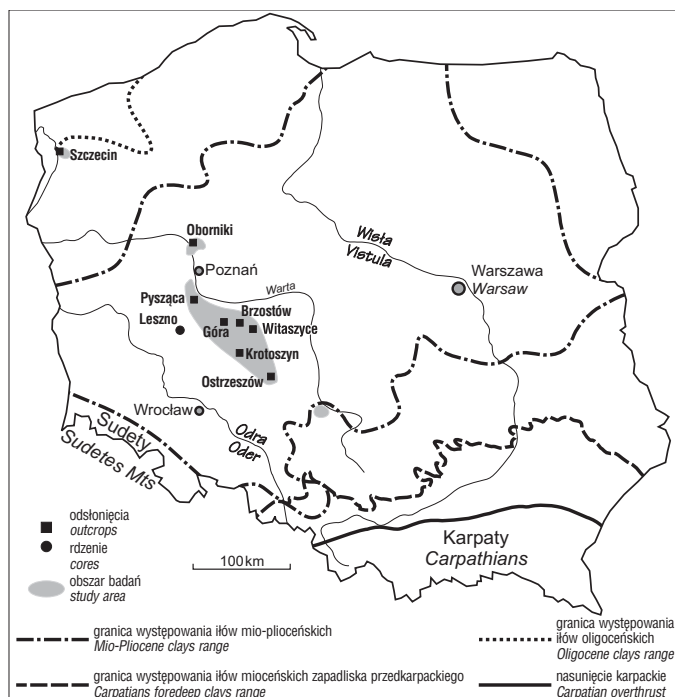 Szczecin
Oborniki
Poznań
Wisła
Vistula
Warszawa
Warsaw
Pysząca
Warta
Brzostów
Leszno
Góra
Witaszyce
Krotoszyn
Ostrzeszów
Wrocław
Odra
Oder
Sudety
Sudetes Mts
Karpaty
Carpathians
odsłonięcia
outcrops
rdzenie
cores
obszar badań
study area
100 km
granica występowania iłów mio-plioceńskich
Mio-Pliocene clays range
granica występowania
iłów oligoceńskich
Oligocene clays range
granica występowania iłów mioceńskich zapadliska przedkarpackiego
Carpatians foredeep clays range
nasunięcie karpackie
Carpatian overthrust